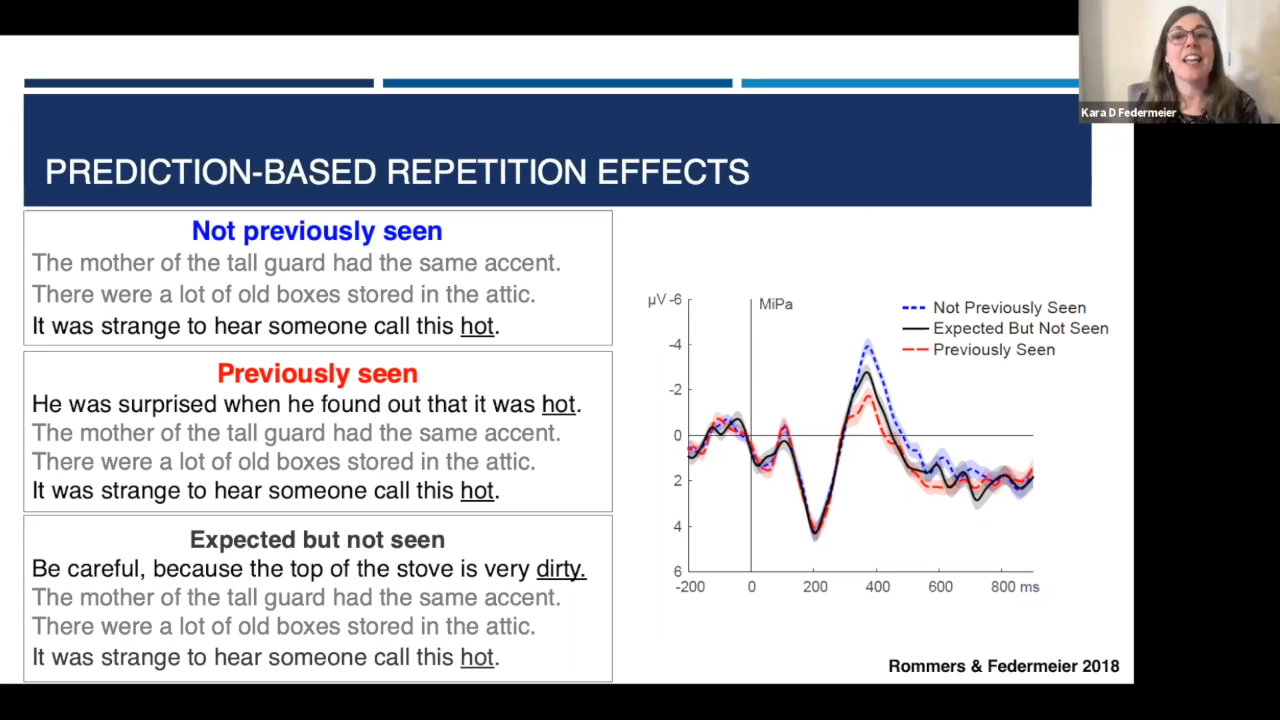 Kara D Federmeier
PREDICTION-BASED REPETITION EFFECTS
Not previously seen
The mother of the tall guard had the same accent.
There were a lot of old boxes stored in the attic.
It was strange to hear someone call this hot.
Previously seen
He was surprised when he found out that it was hot.
The mother of the tall guard had the same accent.
There were a lot of old boxes stored in the attic.
It was strange to hear someone call this hot.
Expected but not seen
Be careful, because the top of the stove is very dirty.
The mother of the tall guard had the same accent.
There were a lot of old boxes stored in the attic.
It was strange to hear someone call this hot.
µV -6
MiPa
-4
-2
0
2
4
6
-200 0 200 400 600 800 ms
Not Previously Seen
Expected But Not Seen
Previously Seen
Rommers & Federmeier 2018